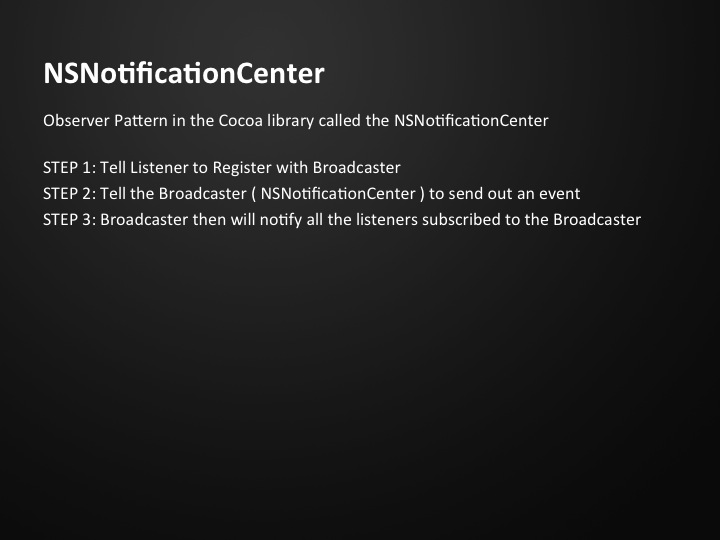 NSNotificationCenter
Observer Pattern in the Cocoa library called the NSNotificationCenter
STEP 1: Tell Listener to Register with Broadcaster
STEP 2: Tell the Broadcaster ( NSNotificationCenter ) to send out an event
STEP 3: Broadcaster then will notify all the listeners subscribed to the Broadcaster